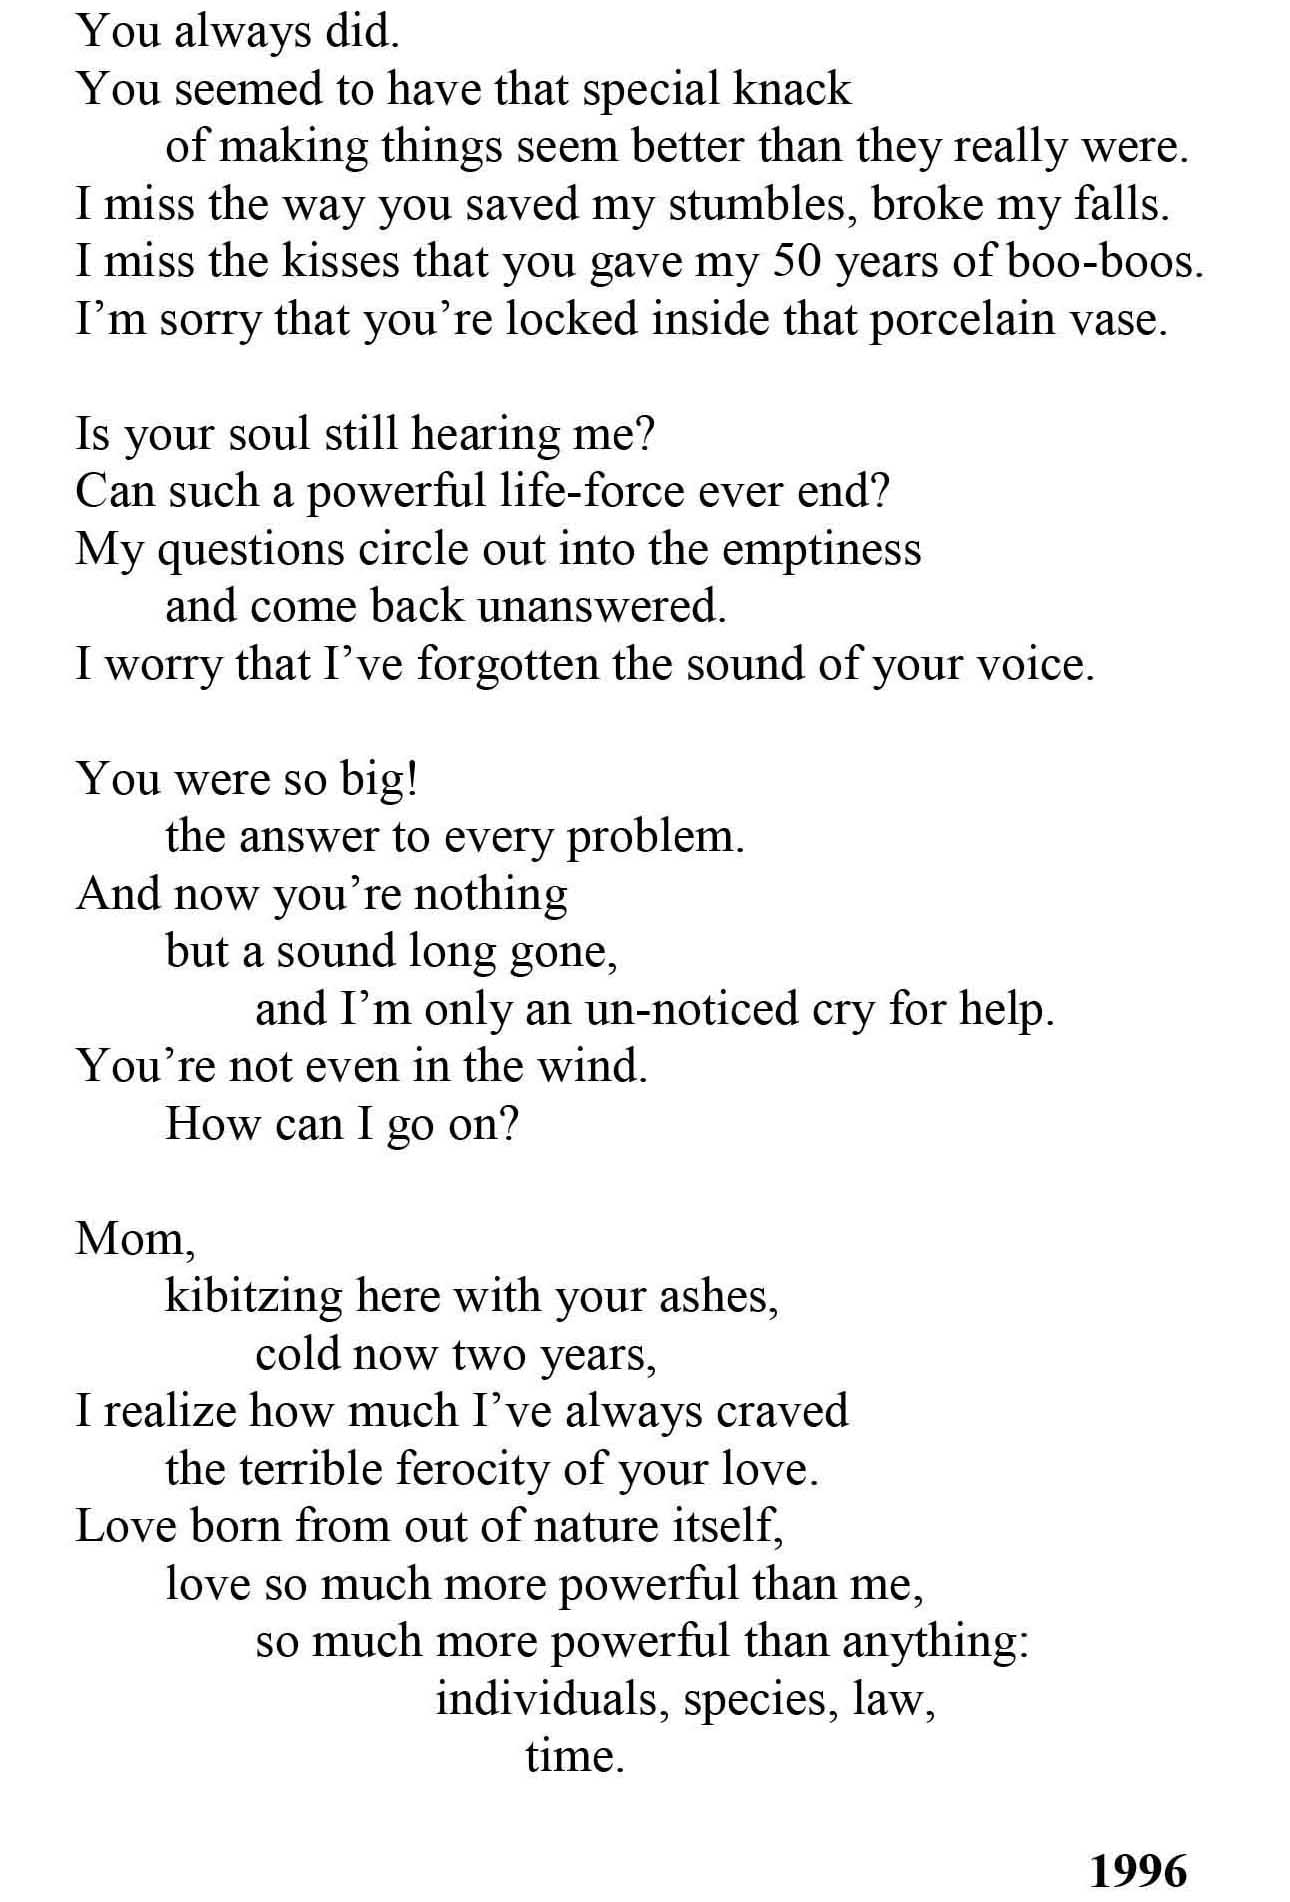 You always did.
You seemed to have that special knack
of making things seem better than they really were.
I miss the way you saved my stumbles, broke my falls.
I miss the kisses that you gave my 50 years of boo-boos.
I’m sorry that you’re locked inside that porcelain vase.
Is your soul still hearing me?
Can such a powerful life-force ever end?
My questions circle out into the emptiness
and come back unanswered.
I worry that I’ve forgotten the sound of your voice.
You were so big!
the answer to every problem.
And now you’re nothing
but a sound long gone,
and I’m only an un-noticed cry for help.
You’re not even in the wind.
How can I go on?
Mom,
kibitzing here with your ashes,
cold now two years,
I realize how much I’ve always craved
the terrible ferocity of your love.
Love born from out of nature itself,
love so much more powerful than me,
so much more powerful than anything:
individuals, species, law,
time.
1996